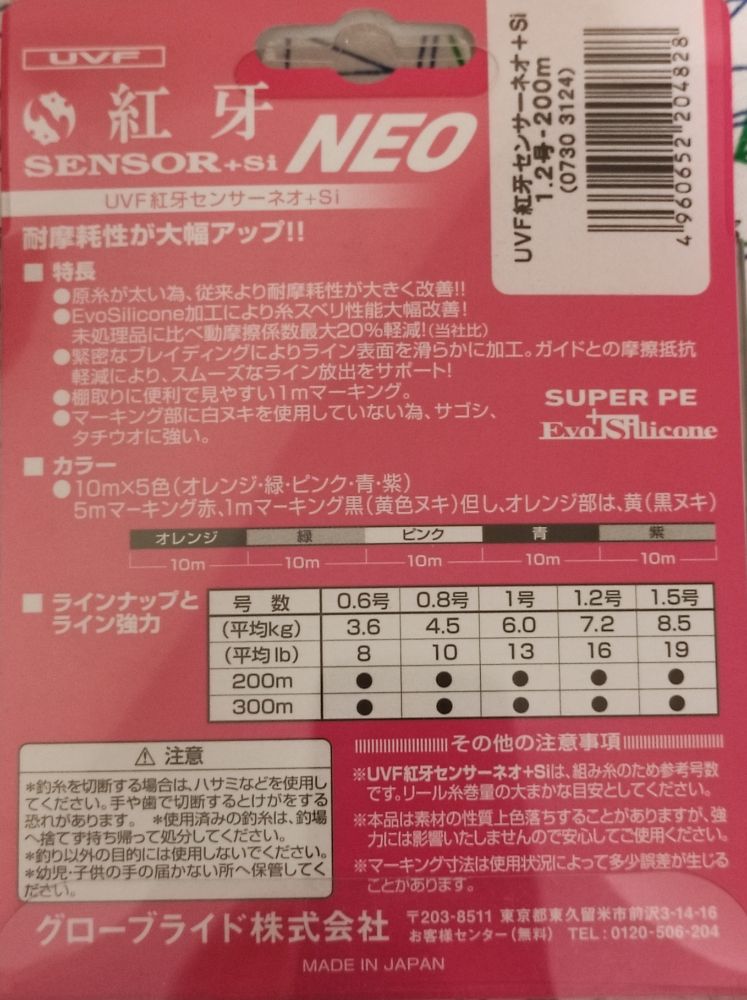 UVF
紅牙
SENSOR+Si NEO
UVF紅牙センサーネオ+Si
UVF紅牙センサーネオ+Si
1.2号-200m
(0730 3124)
4 960652 204828
耐摩耗性が大幅アップ!!
■ 特長
●原糸が太い為、従来より耐摩耗性が大きく改善!!
●EvoSilicone加工により糸スベリ性能大幅改善!
未処理品に比べ動摩擦係数最大20%軽減!(当社比)
●緊密なブレイディングによりライン表面を滑らかに加工。ガイドとの摩擦抵抗
軽減により、スムーズなライン放出をサポート!
●棚取りに便利で見やすい1mマーキング。
●マーキング部に白ヌキを使用していない為、サゴシ、
タチウオに強い。
SUPER PE
+
EvoSilicone
■ カラー
●10m×5色(オレンジ・緑・ピンク・青・紫)
5mマーキング赤、1mマーキング黒(黄色ヌキ)但し、オレンジ部は、黄(黒ヌキ)
オレンジ 緑 ピンク 青 紫
10m 10m 10m 10m 10m
■ ラインナップと
ライン強力
号 数 0.6号 0.8号 1号 1.2号 1.5号
(平均kg) 3.6 4.5 6.0 7.2 8.5
(平均lb) 8 10 13 16 19
200m ● ● ● ● ●
300m ● ● ● ● ●
⚠ 注意
*釣糸を切断する場合は、ハサミなどを使用し
てください。手や歯で切断するとけがをする
恐れがあります。 *使用済みの釣糸は、釣場
へ捨てず持ち帰って処分してください。
*釣り以外の目的には使用しないでください。
*幼児・子供の手の届かない所へ保管してく
ださい。
その他の注意事項
※UVF紅牙センサーネオ+Siは、組み糸のため参考号数
です。リール糸巻量の大まかな目安としてください。
※本品は素材の性質上色落ちすることがありますが、強
力には影響いたしませんので安心してご使用ください。
※マーキング寸法は使用状況によって多少誤差が生じる
ことがあります。
グローブライド株式会社
〒203-8511 東京都東久留米市前沢3-14-16
お客様センター(無料) TEL:0120-506-204
MADE IN JAPAN